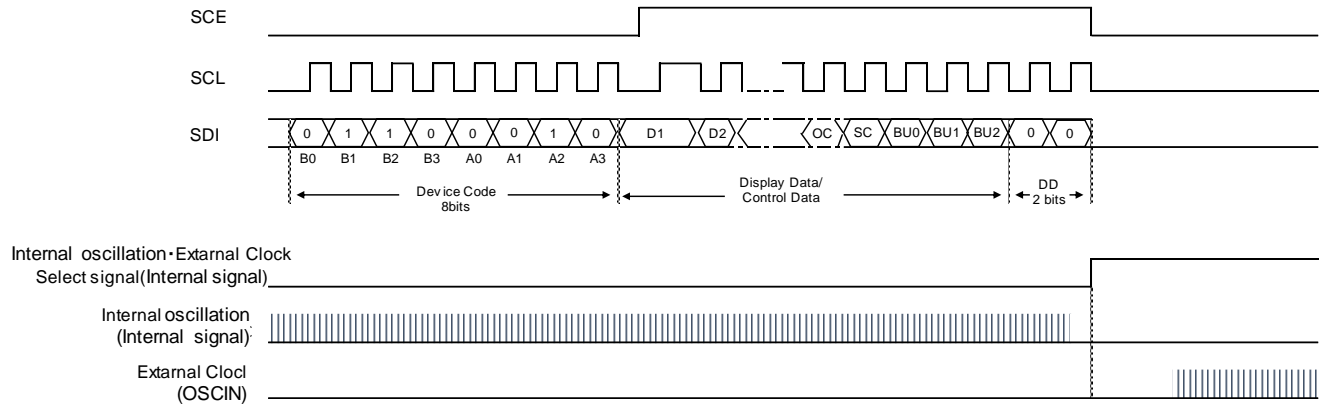 SCE
SCL
SDI
0 1 1 0 0 0 1 0 D1 D2 OC SC BU0 BU1 BU2 0 0
B0 B1 B2 B3 A0 A1 A2 A3
Device Code
8bits
Display Data/
Control Data
DD
2 bits
Internal oscillation・Extarnal Clock
Select signal(Internal signal)
Internal oscillation
(Internal signal)
Extarnal Clocl
(OSCIN)